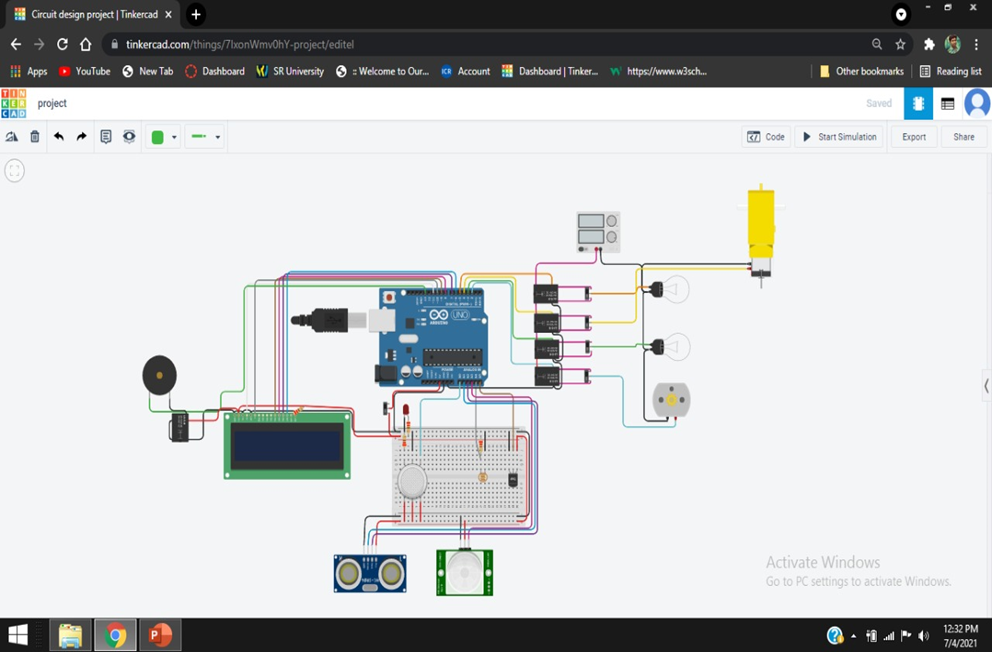 Circuit design project | Tinkercad
tinkercad.com/things/7IxonWmv0hY-project/editel
Apps YouTube New Tab Dashboard SR University :: Welcome to Our... ICR Account Dashboard | Tinker... https://www.w3sch... Other bookmarks Reading list
TIN
KER
CAD
project
Saved
Code Start Simulation Export Share
UNO
Activate Windows
Go to PC settings to activate Windows.
12:32 PM
7/4/2021